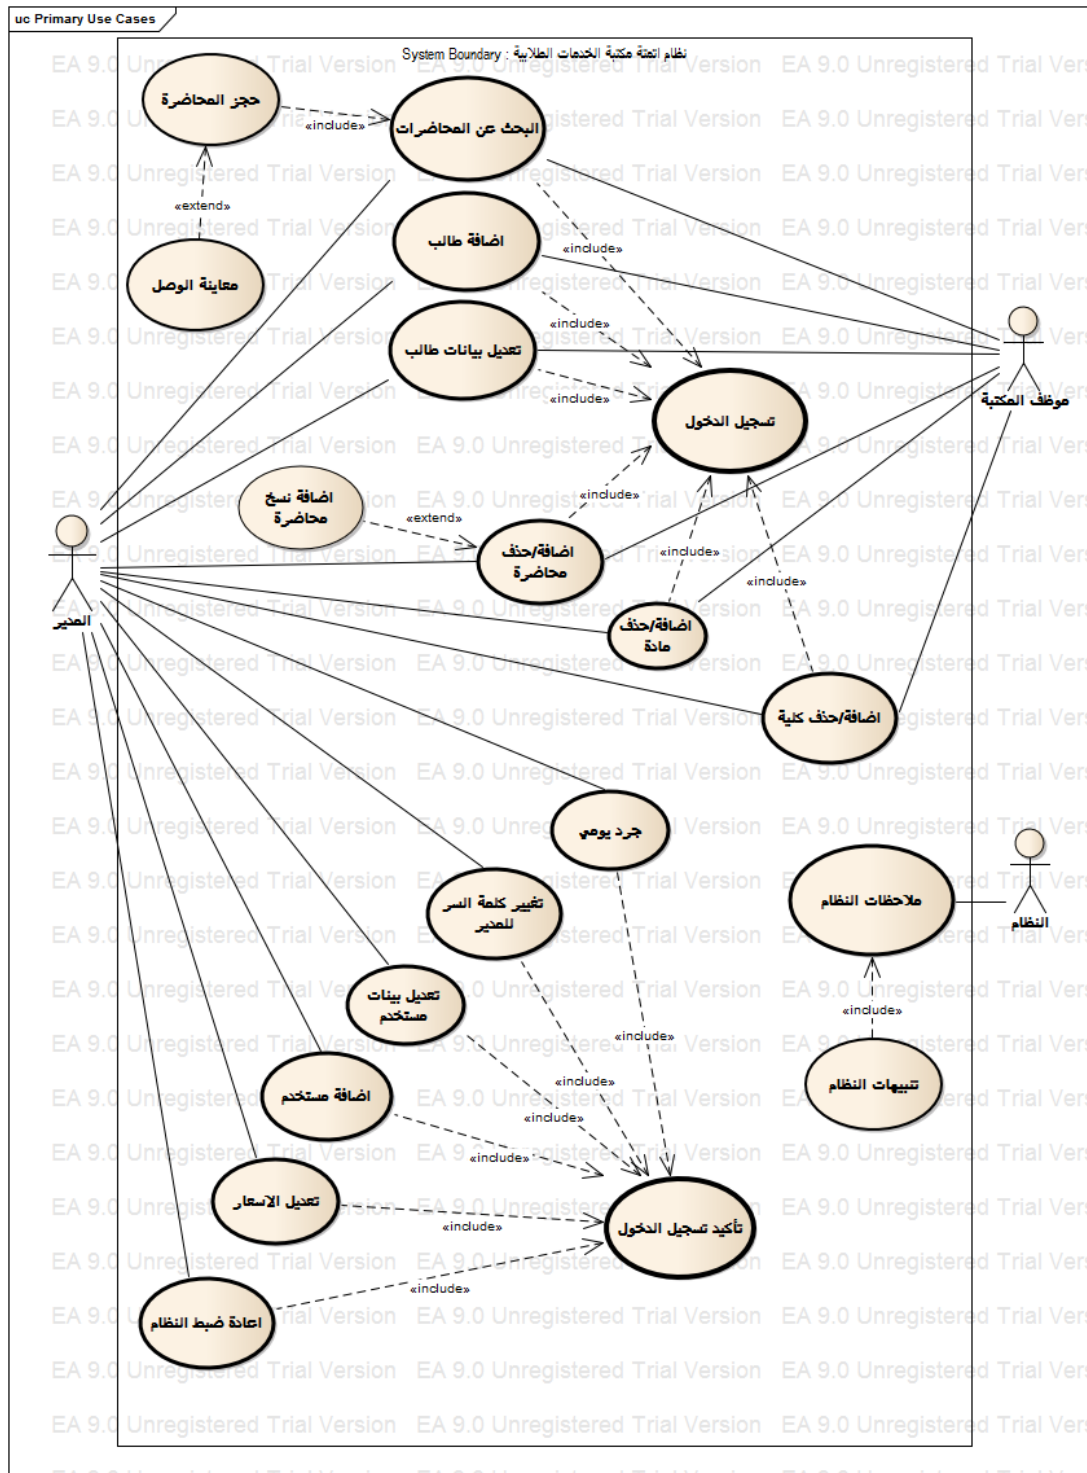 uc Primary Use Cases
System Boundary : نظام اتمتة مكتبة الخدمات الطلابية
حجز المحاضرة
«include»
البحث عن المحاضرات
«extend»
اضافة طالب
«include»
معاينة الوصل
«include»
تعديل بيانات طالب
«include»
موظف المكتبة
تسجيل الدخول
اضافة نسخ
محاضرة
«include»
«extend»
اضافة/حذف
محاضرة
«include»
«include»
المدير
اضافة/حذف
مادة
اضافة/حذف كلية
جرد يومي
تغيير كلمة السر
للمدير
ملاحظات النظام
النظام
تعديل بينات
مستخدم
«include»
«include»
«include»
تنبيهات النظام
اضافة مستخدم
«include»
«include»
تعديل الاسعار
«include»
تأكيد تسجيل الدخول
«include»
اعادة ضبط النظام
EA 9.0 Unregistered Trial Version